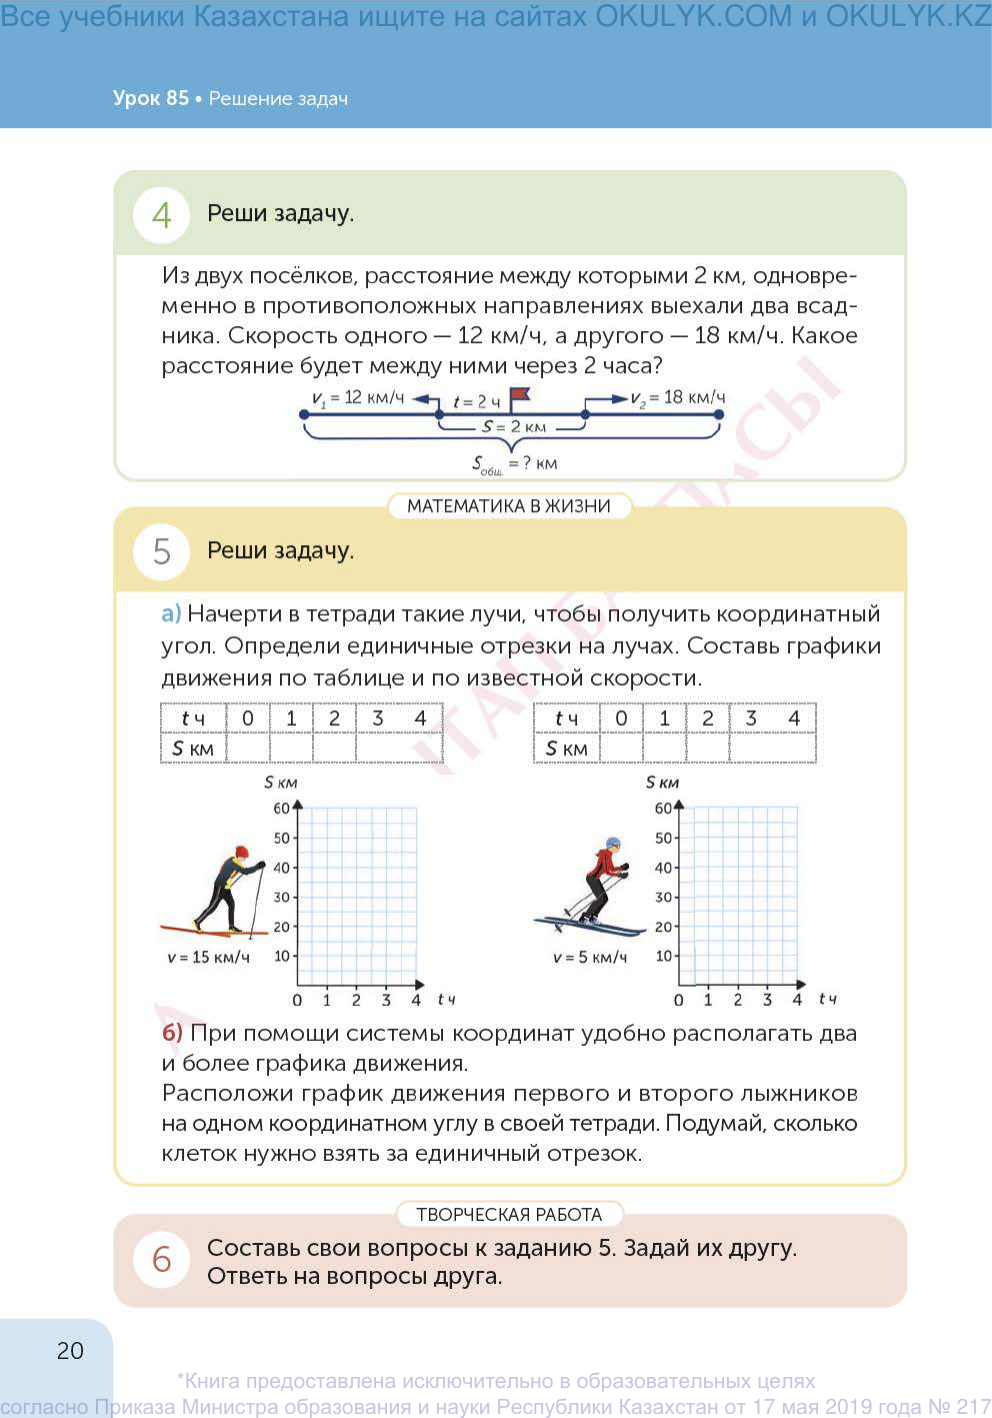 Все учебники Казахстана ищите на сайтах OKULYK.COM и OKULYK.KZ
Урок 85 • Решение задач
4 Реши задачу.
Из двух посёлков, расстояние между которыми 2 км, одновре-
менно в противоположных направлениях выехали два всад-
ника. Скорость одного — 12 км/ч, а другого — 18 км/ч. Какое
расстояние будет между ними через 2 часа?
v₁ = 12 км/ч t = 2 ч v₂ = 18 км/ч
S = 2 км
Sобщ. = ? км
МАТЕМАТИКА В ЖИЗНИ
5 Реши задачу.
а) Начерти в тетради такие лучи, чтобы получить координатный
угол. Определи единичные отрезки на лучах. Составь графики
движения по таблице и по известной скорости.
t ч 0 1 2 3 4 t ч 0 1 2 3 4
S км S км
S км S км
60 60
50 50
40 40
30 30
20 20
v = 15 км/ч 10 v = 5 км/ч 10
0 1 2 3 4 t ч 0 1 2 3 4 t ч
б) При помощи системы координат удобно располагать два
и более графика движения.
Расположи график движения первого и второго лыжников
на одном координатном углу в своей тетради. Подумай, сколько
клеток нужно взять за единичный отрезок.
ТВОРЧЕСКАЯ РАБОТА
6 Составь свои вопросы к заданию 5. Задай их другу.
Ответь на вопросы друга.
20
*Книга предоставлена исключительно в образовательных целях
согласно Приказа Министра образования и науки Республики Казахстан от 17 мая 2019 года № 217